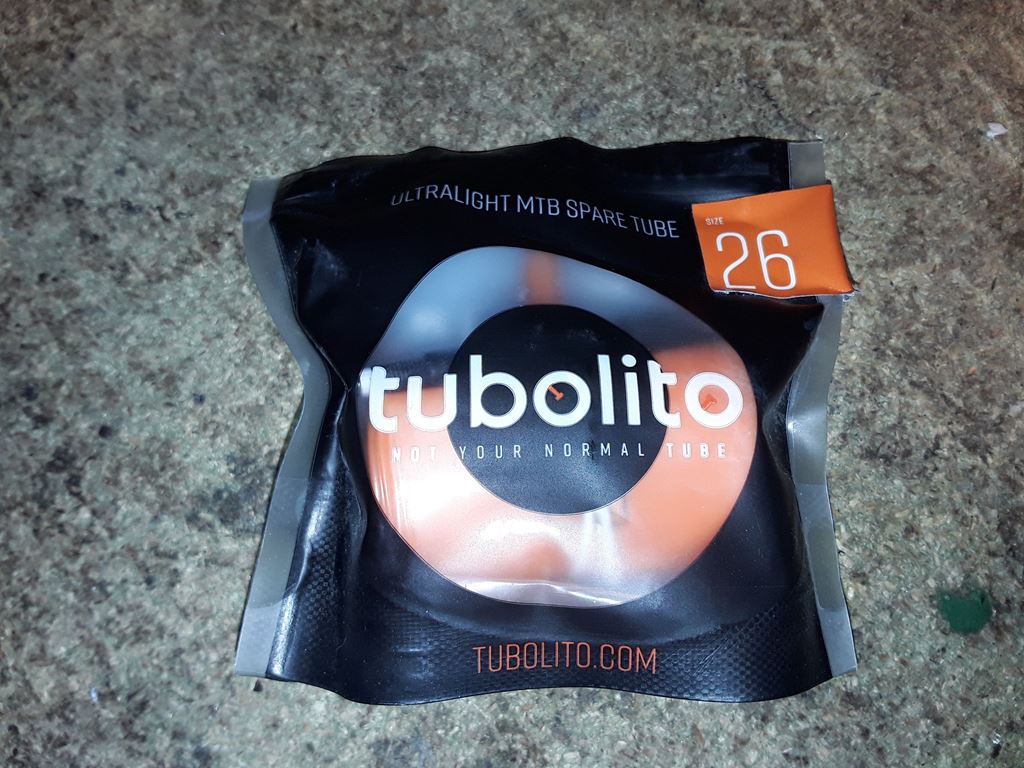 ULTRALIGHT MTB SPARE TUBE
SIZE
26
tubolito
NOT YOUR NORMAL TUBE
TUBOLITO.COM